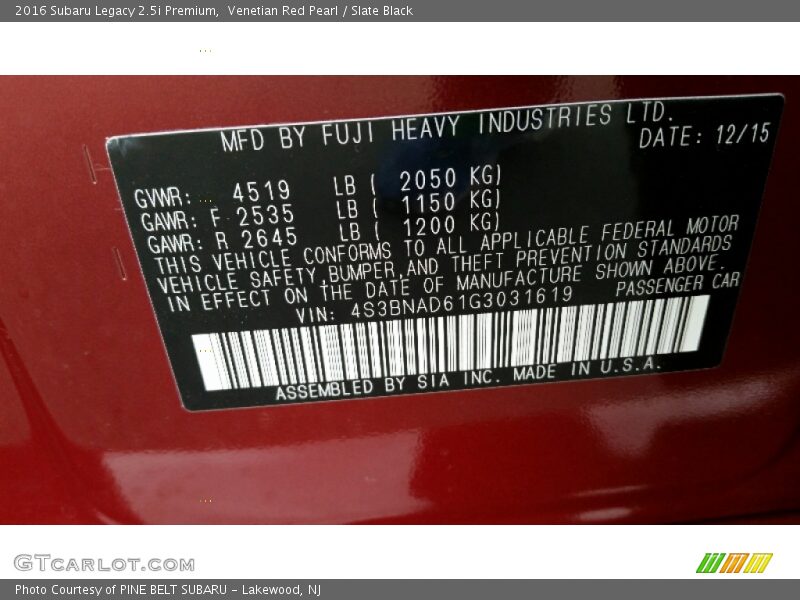 2016 Subaru Legacy 2.5i Premium,  Venetian Red Pearl / Slate Black
MFD BY FUJI HEAVY INDUSTRIES LTD.
DATE: 12/15
GVWR: 4519 LB ( 2050 KG)
GAWR: F 2535 LB ( 1150 KG)
GAWR: R 2645 LB ( 1200 KG)
THIS VEHICLE CONFORMS TO ALL APPLICABLE FEDERAL MOTOR
VEHICLE SAFETY,BUMPER,AND THEFT PREVENTION STANDARDS
IN EFFECT ON THE DATE OF MANUFACTURE SHOWN ABOVE.
VIN: 4S3BNAD61G3031619 PASSENGER CAR
ASSEMBLED BY SIA INC. MADE IN U.S.A.
GTCARLOT.COM
Photo Courtesy of PINE BELT SUBARU - Lakewood, NJ